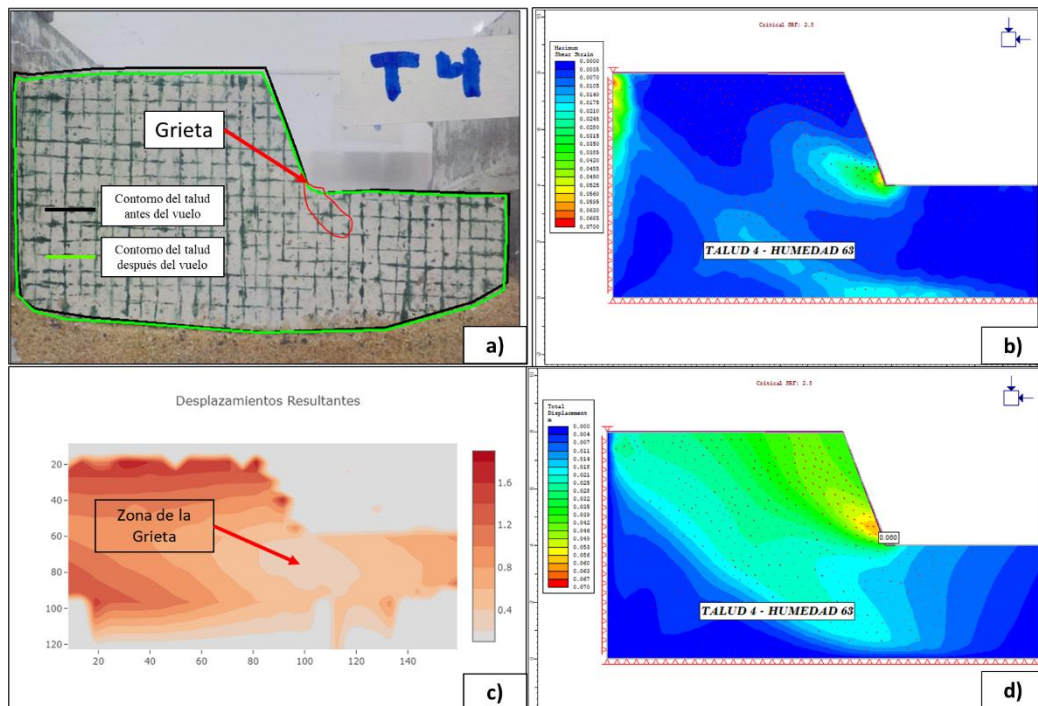 T4
Grieta
Contorno del talud
antes del vuelo
Contorno del talud
después del vuelo
a)
Critical SRF: 2.8
Maximum
Shear Strain
0.0000
0.0035
0.0070
0.0105
0.0140
0.0175
0.0210
0.0245
0.0280
0.0315
0.0350
0.0385
0.0420
0.0455
0.0490
0.0525
0.0560
0.0595
0.0630
0.0665
0.0700
TALUD 4 - HUMEDAD 63
b)
Desplazamientos Resultantes
20
40
60
80
100
120
20
40
60
80
100
120
140
1.6
1.2
0.8
0.4
Zona de la
Grieta
c)
Critical SRF: 2.8
Total
Displacement
m
0.000
0.004
0.007
0.011
0.014
0.018
0.021
0.025
0.028
0.032
0.035
0.039
0.042
0.046
0.049
0.053
0.056
0.060
0.063
0.067
0.070
0.060
TALUD 4 - HUMEDAD 63
d)